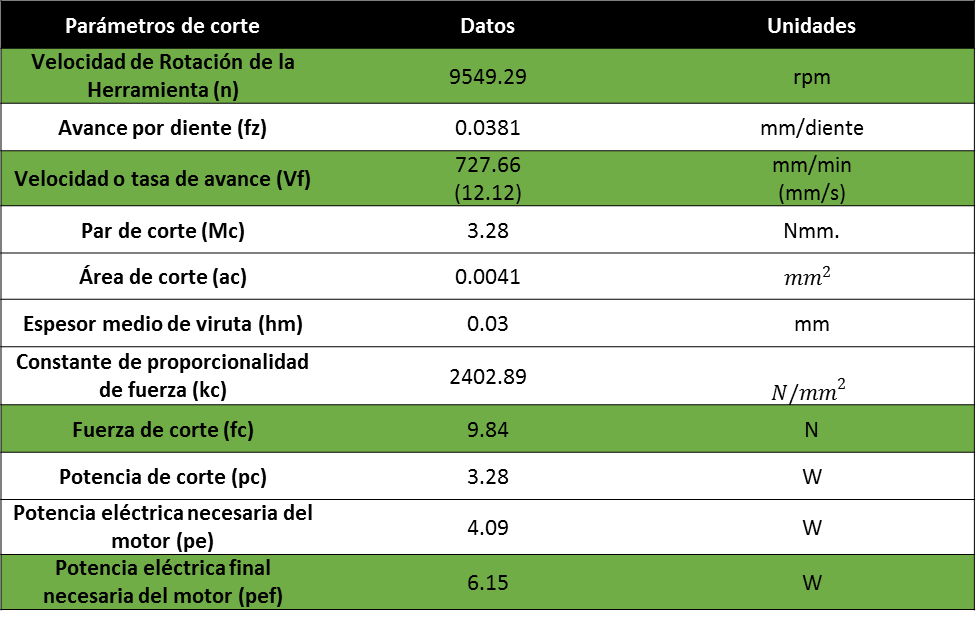 Parámetros de corte Datos Unidades
Velocidad de Rotación de la
Herramienta (n) 9549.29 rpm
Avance por diente (fz) 0.0381 mm/diente
Velocidad o tasa de avance (Vf) 727.66 mm/min
(12.12) (mm/s)
Par de corte (Mc) 3.28 Nmm.
Área de corte (ac) 0.0041 mm²
Espesor medio de viruta (hm) 0.03 mm
Constante de proporcionalidad
de fuerza (kc) 2402.89 N/mm²
Fuerza de corte (fc) 9.84 N
Potencia de corte (pc) 3.28 W
Potencia eléctrica necesaria del
motor (pe) 4.09 W
Potencia eléctrica final
necesaria del motor (pef) 6.15 W